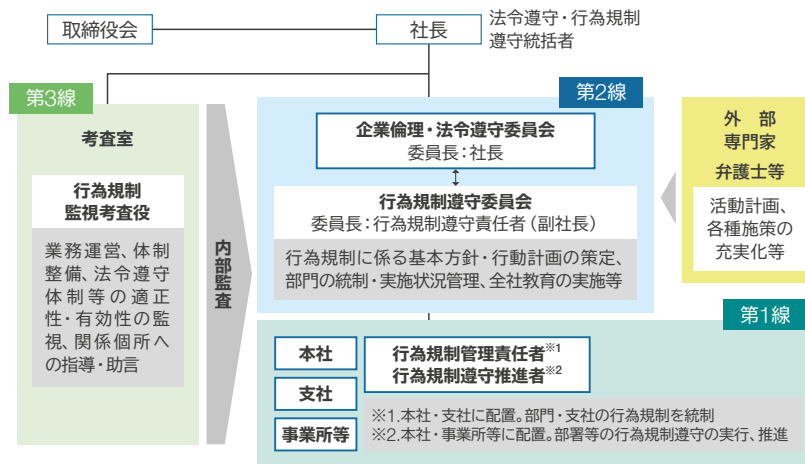 取締役会
社長
法令遵守・行為規制
遵守統括者
第3線
考査室
行為規制
監視考査役
業務運営、体制
整備、法令遵守
体制等の適正
性・有効性の監
視、関係個所へ
の指導・助言
内部監査
第2線
企業倫理・法令遵守委員会
委員長：社長
行為規制遵守委員会
委員長：行為規制遵守責任者（副社長）
行為規制に係る基本方針・行動計画の策定、
部門の統制・実施状況管理、全社教育の実施等
外　部
専門家
弁護士等
活動計画、
各種施策の
充実化等
第1線
本社
支社
事業所等
行為規制管理責任者※1
行為規制遵守推進者※2
※1.本社・支社に配置。部門・支社の行為規制を統制
※2.本社・事業所等に配置。部署等の行為規制遵守の実行、推進